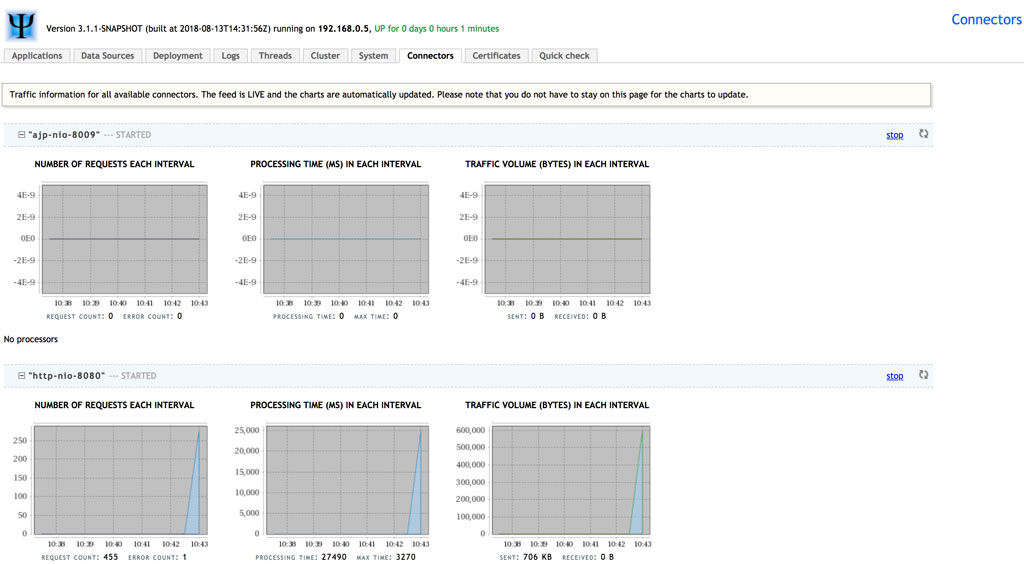 Connectors
Version 3.1.1-SNAPSHOT (built at 2018-08-13T14:31:56Z) running on 192.168.0.5, UP for 0 days 0 hours 1 minutes
Applications Data Sources Deployment Logs Threads Cluster System Connectors Certificates Quick check
Traffic information for all available connectors. The feed is LIVE and the charts are automatically updated. Please note that you do not have to stay on this page for the charts to update.
"ajp-nio-8009" --- STARTED stop
NUMBER OF REQUESTS EACH INTERVAL PROCESSING TIME (MS) IN EACH INTERVAL TRAFFIC VOLUME (BYTES) IN EACH INTERVAL
4E-9 4E-9 4E-9
2E-9 2E-9 2E-9
0E0 0E0 0E0
-2E-9 -2E-9 -2E-9
-4E-9 -4E-9 -4E-9
10:38 10:39 10:40 10:41 10:42 10:43 10:38 10:39 10:40 10:41 10:42 10:43 10:38 10:39 10:40 10:41 10:42 10:43
REQUEST COUNT: 0 ERROR COUNT: 0 PROCESSING TIME: 0 MAX TIME: 0 SENT: 0 B RECEIVED: 0 B
No processors
"http-nio-8080" --- STARTED stop
NUMBER OF REQUESTS EACH INTERVAL PROCESSING TIME (MS) IN EACH INTERVAL TRAFFIC VOLUME (BYTES) IN EACH INTERVAL
250 25,000 600,000
200 20,000 500,000
150 15,000 400,000
100 10,000 300,000
50 5,000 200,000
0 0 100,000
0
10:38 10:39 10:40 10:41 10:42 10:43 10:38 10:39 10:40 10:41 10:42 10:43 10:38 10:39 10:40 10:41 10:42 10:43
REQUEST COUNT: 455 ERROR COUNT: 1 PROCESSING TIME: 27490 MAX TIME: 3270 SENT: 706 KB RECEIVED: 0 B